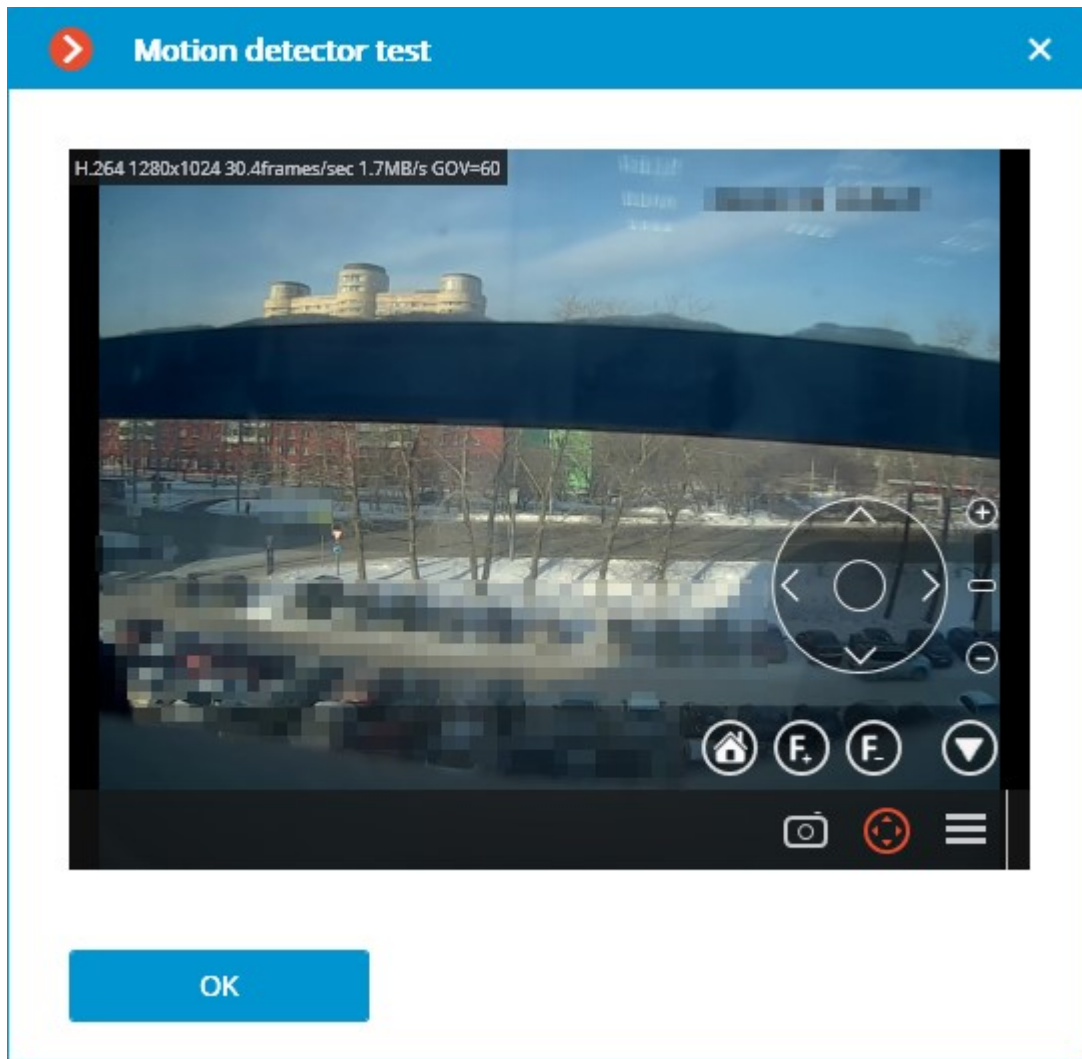 Motion detector test
H.264 1280x1024 30.4frames/sec 1.7MB/s GOV=60
F+
F-
OK